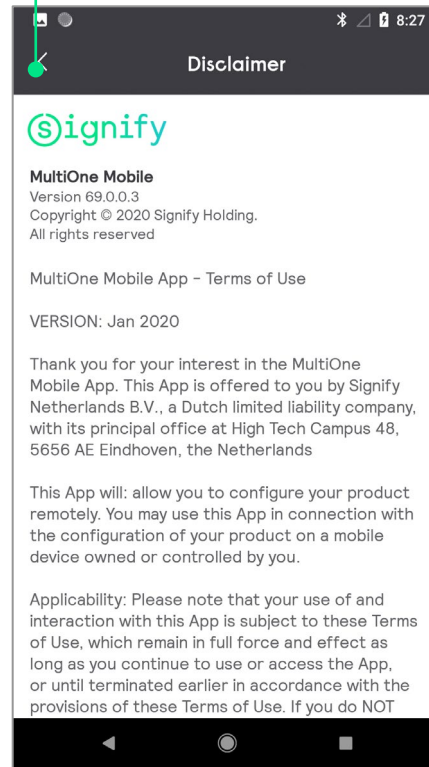 8:27
Disclaimer
signify
MultiOne Mobile
Version 69.0.0.3
Copyright © 2020 Signify Holding.
All rights reserved
MultiOne Mobile App – Terms of Use
VERSION: Jan 2020
Thank you for your interest in the MultiOne
Mobile App. This App is offered to you by Signify
Netherlands B.V., a Dutch limited liability company,
with its principal office at High Tech Campus 48,
5656 AE Eindhoven, the Netherlands
This App will: allow you to configure your product
remotely. You may use this App in connection with
the configuration of your product on a mobile
device owned or controlled by you.
Applicability: Please note that your use of and
interaction with this App is subject to these Terms
of Use, which remain in full force and effect as
long as you continue to use or access the App,
or until terminated earlier in accordance with the
provisions of these Terms of Use. If you do NOT